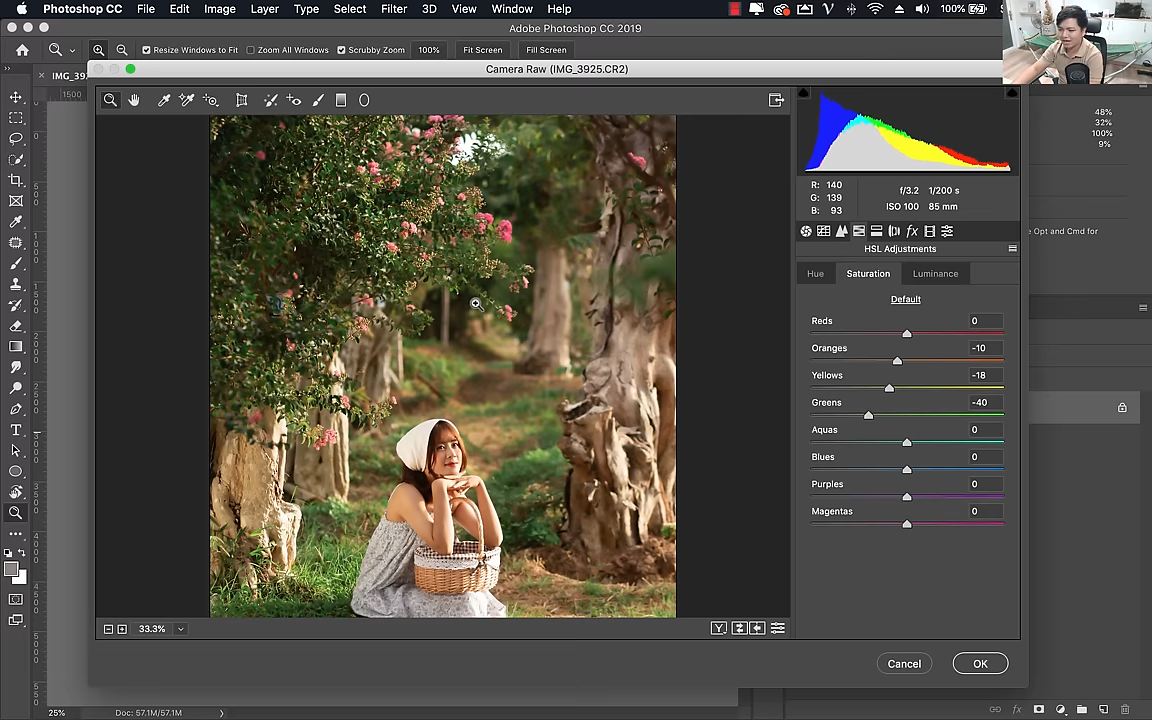 Photoshop CC File Edit Image Layer Type Select Filter 3D View Window Help 100%
Adobe Photoshop CC 2019
Resize Windows to Fit Zoom All Windows Scrubby Zoom 100% Fit Screen Fill Screen
IMG_392
Camera Raw (IMG_3925.CR2)
1500
48%
32%
100%
9%
R: 140
G: 139
B: 93
f/3.2 1/200 s
ISO 100 85 mm
e Opt and Cmd for
HSL Adjustments
Hue Saturation Luminance
Default
Reds 0
Oranges -10
Yellows -18
Greens -40
Aquas 0
Blues 0
Purples 0
Magentas 0
33.3%
Y
Cancel OK
25% Doc: 57.1M/57.1M
fx